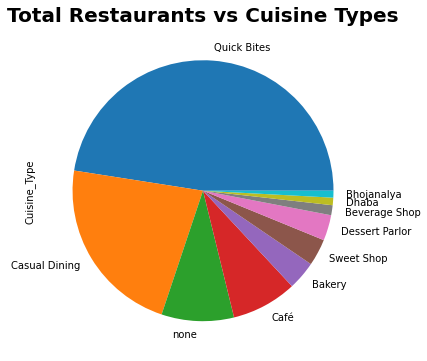 Total Restaurants vs Cuisine Types
Quick Bites
Cuisine_Type
Casual Dining
none
Café
Bakery
Sweet Shop
Dessert Parlor
Beverage Shop
Dhaba
Bhojanalya